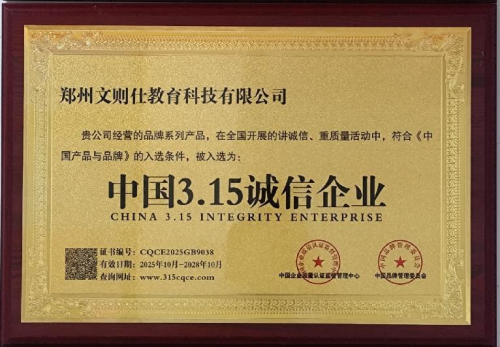 郑州文则仕教育科技有限公司
贵公司经营的品牌系列产品，在全国开展的讲诚信、重质量活动中，符合《中
国产品与品牌》的入选条件，被入选为：
中国3.15诚信企业
CHINA 3.15 INTEGRITY ENTERPRISE
证书编号：CQCE2025GB9038
有效日期：2025年10月-2028年10月
查询网址：www.315cqce.com
中国企业质量认证监督管理中心
中国品牌管理委员会